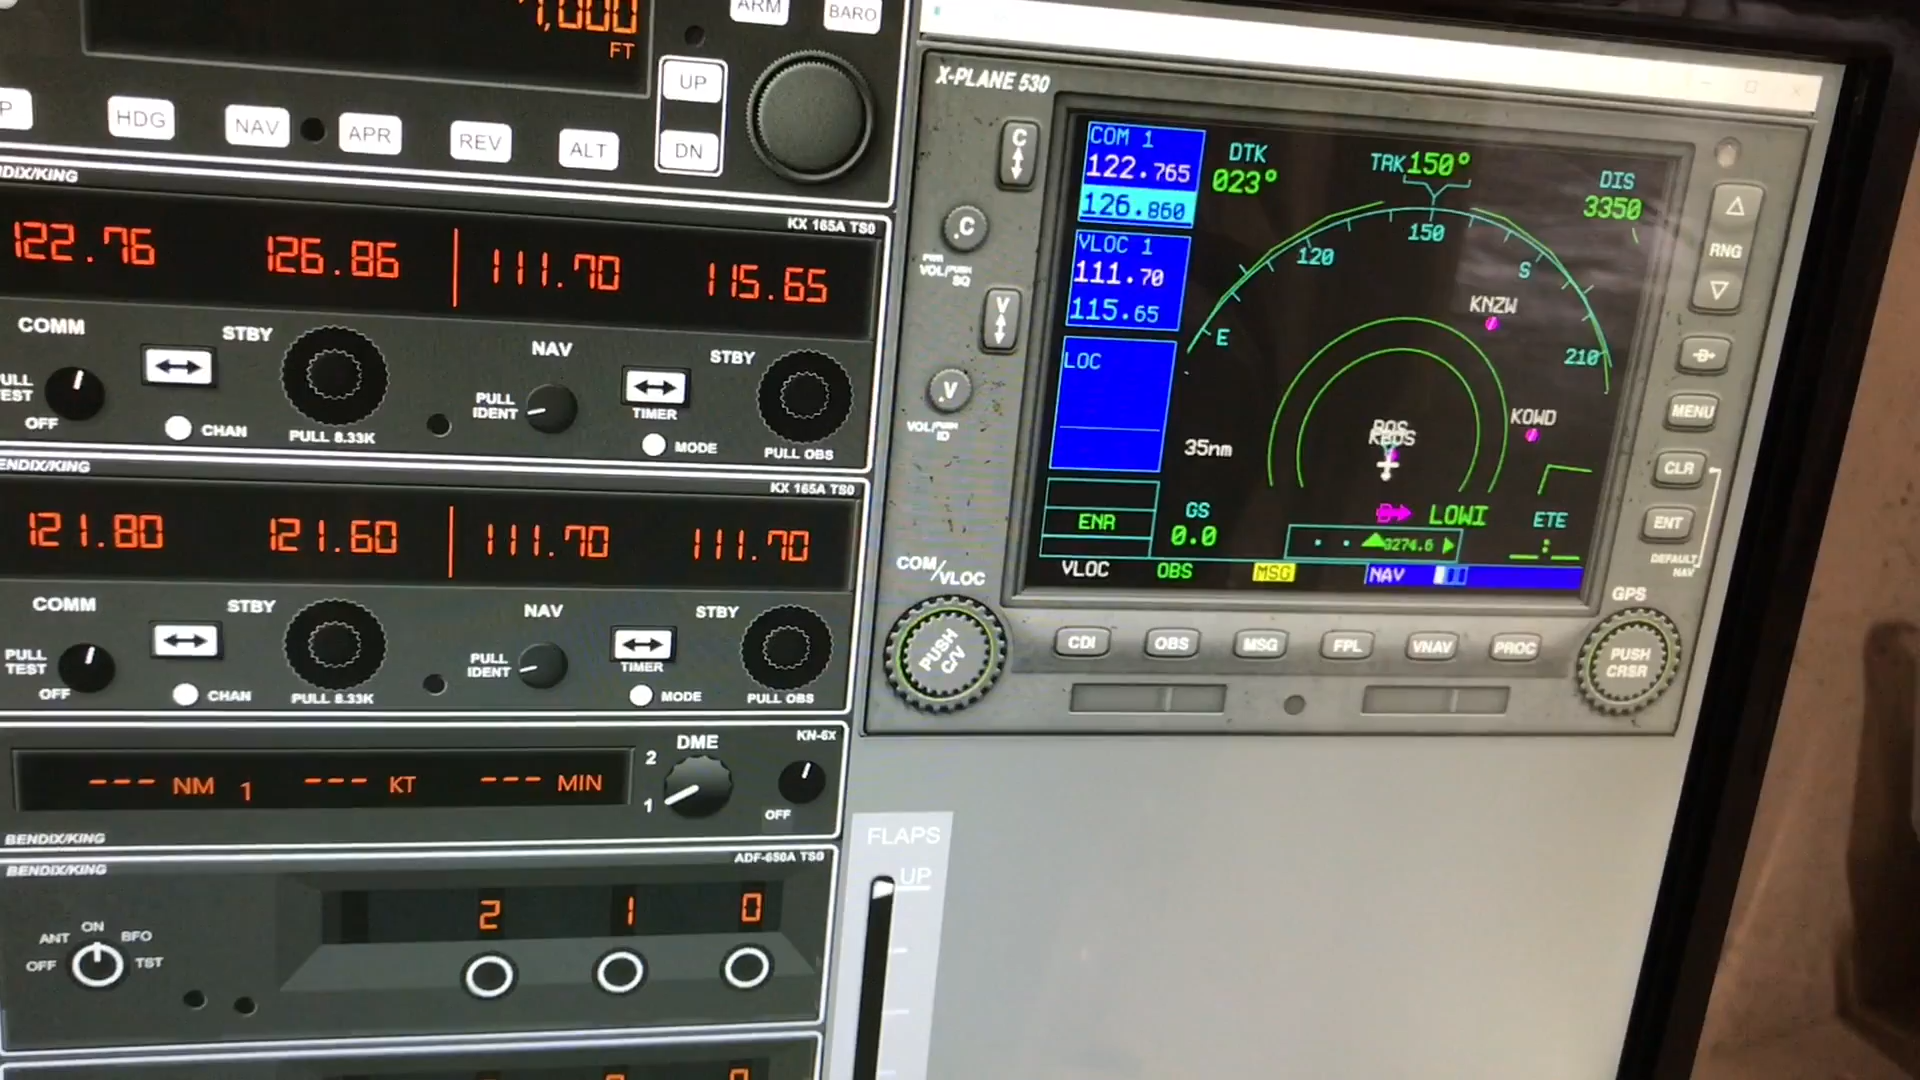 FT
ARM
BARO
UP
DN
HDG
NAV
APR
REV
ALT
KX 165A TSO
122.76 126.86 111.70 115.65
COMM
STBY
NAV
STBY
OFF
CHAN
PULL 8.33K
PULL
IDENT
TIMER
MODE
PULL OBS
KX 165A TSO
121.80 121.60 111.70 111.70
COMM
STBY
NAV
STBY
PULL
TEST
OFF
CHAN
PULL 8.33K
PULL
IDENT
TIMER
MODE
PULL OBS
--- NM 1 --- KT --- MIN
DME
2
1
KN-6X
OFF
BENDIX/KING
BENDIX/KING
ADF-650A TSO
ANT
ON
BFO
OFF
TST
2 1 0
FLAPS
UP
X-PLANE 530
C
.C
PWR
VOL/PUSH
SQ
V
.V
VOL/PUSH
ID
COM/VLOC
PUSH
C/V
COM 1
122.765
126.860
VLOC 1
111.70
115.65
LOC
ENR
DTK
023°
TRK 150°
DIS
3350
120
150
S
E
210
KNZW
KOWD
KBOS
35nm
GS
0.0
LOWI
ETE
__:__
3274.6
VLOC
OBS
MSG
NAV
CDI
OBS
MSG
FPL
VNAV
PROC
RNG
MENU
CLR
ENT
DEFAULT
NAV
GPS
PUSH
CRSR